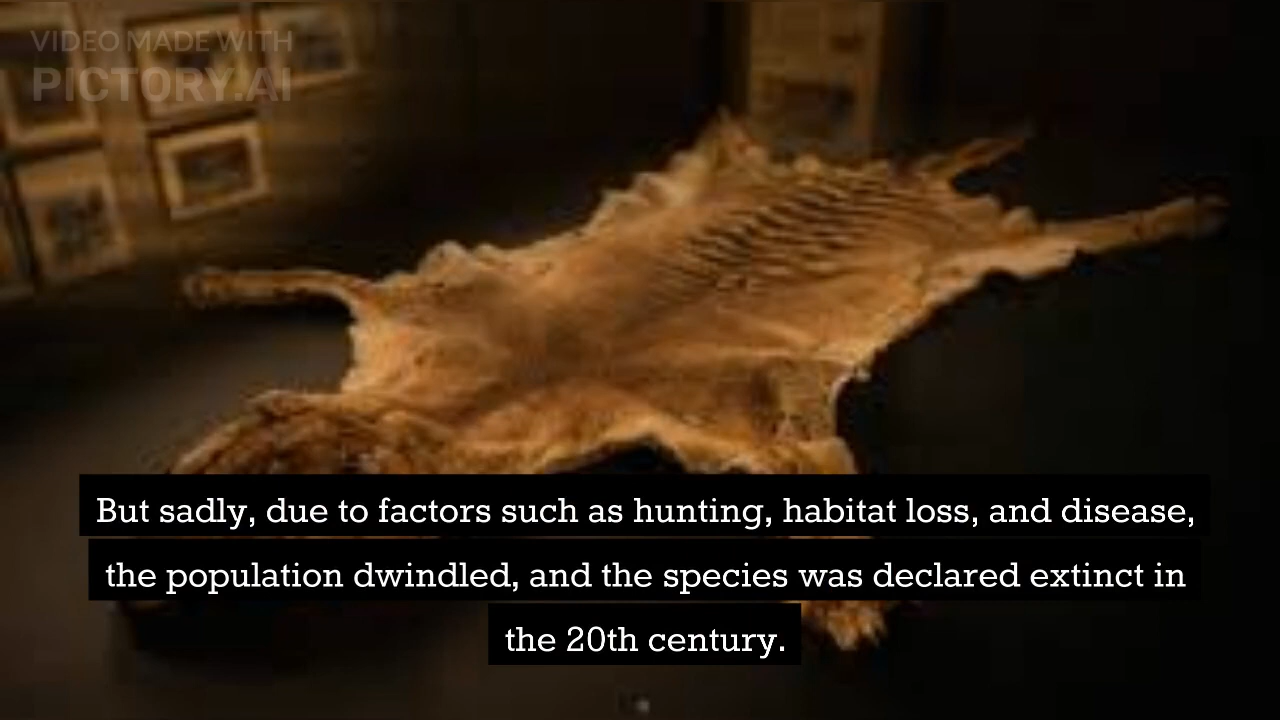 VIDEO MADE WITH
PICTORY.AI
But sadly, due to factors such as hunting, habitat loss, and disease,
the population dwindled, and the species was declared extinct in
the 20th century.